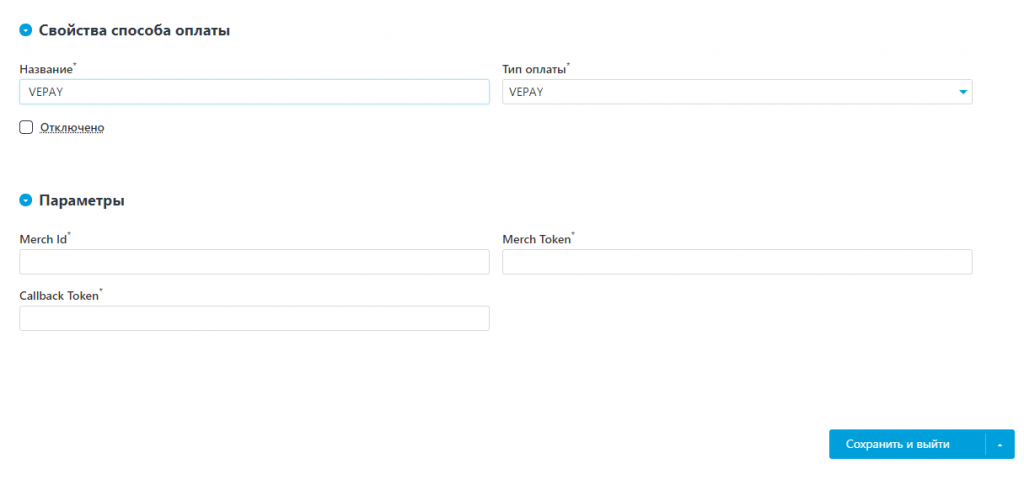 Свойства способа оплаты
Название* Тип оплаты*
VEPAY VEPAY
Отключено
Параметры
Merch Id* Merch Token*
Callback Token*
Сохранить и выйти